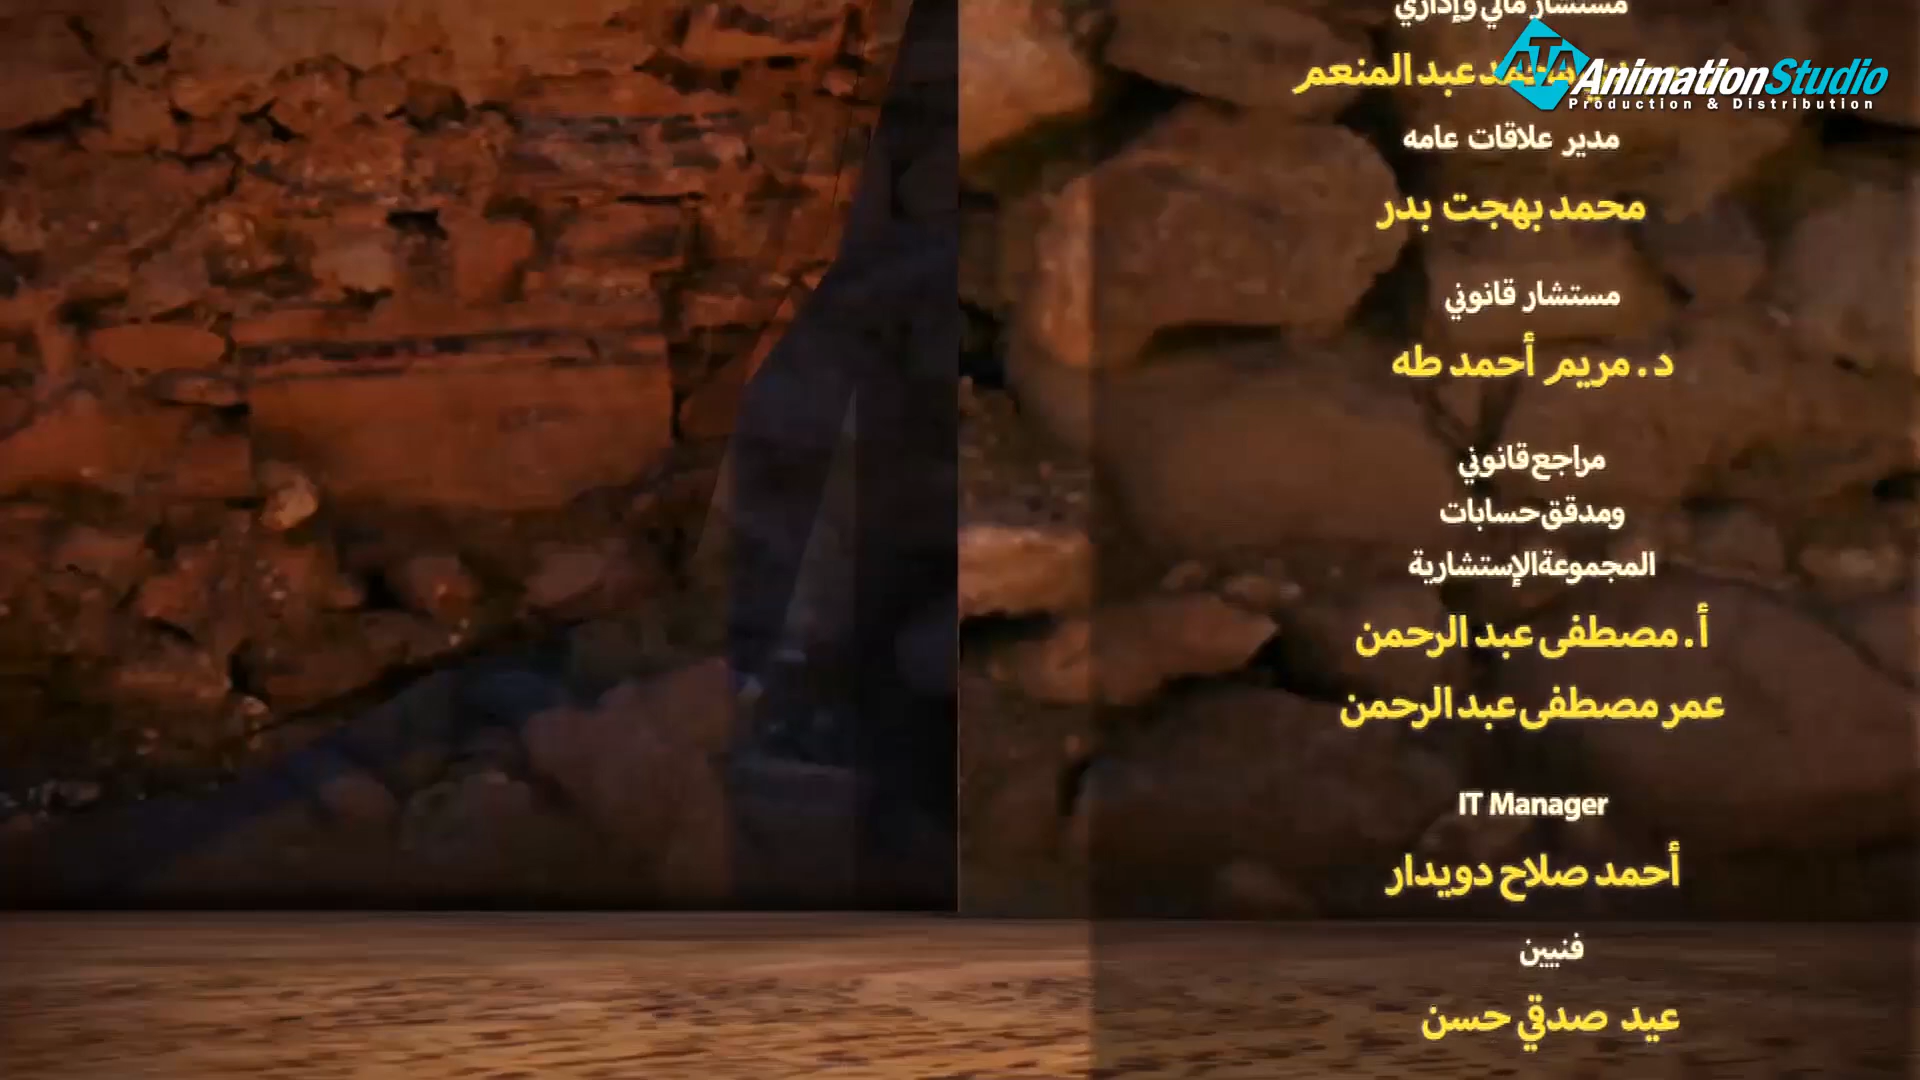 مستشار مالي وإداري
محمد عبد المنعم
ATA AnimationStudio
Production & Distribution
مدير علاقات عامه
محمد بهجت بدر
مستشار قانوني
د. مريم أحمد طه
مراجع قانوني
ومدقق حسابات
المجموعة الإستشارية
أ. مصطفى عبد الرحمن
عمر مصطفى عبد الرحمن
IT Manager
أحمد صلاح دويدار
فنيين
عيد صدقي حسن